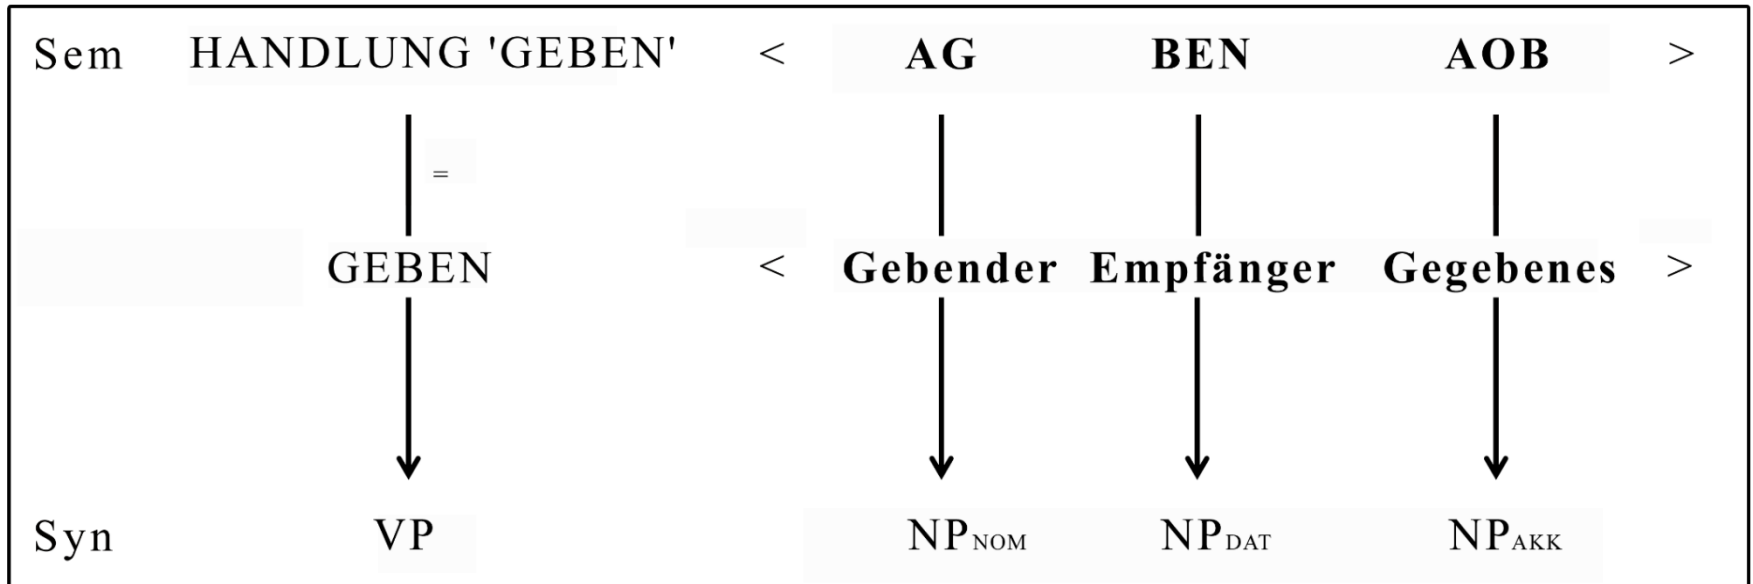 Sem HANDLUNG 'GEBEN' < AG BEN AOB >
=
GEBEN < Gebender Empfänger Gegebenes >
Syn VP NPNOM NPDAT NPAKK